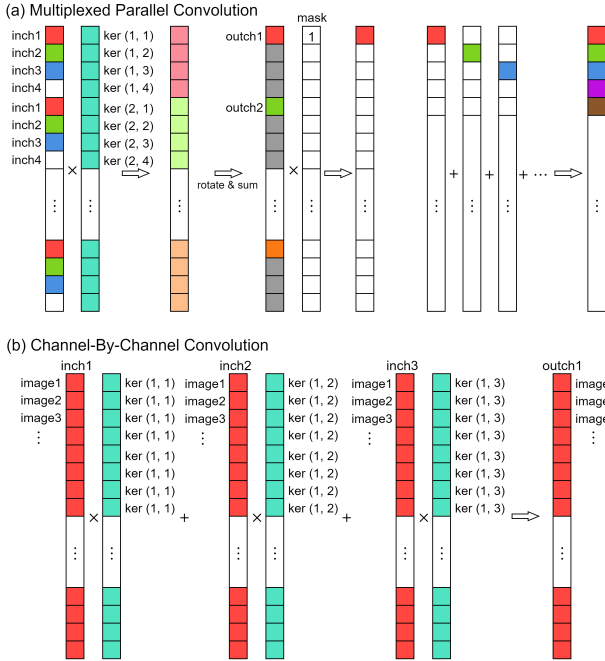 (a) Multiplexed Parallel Convolution
mask
inch1 ker (1, 1) outch1 1
inch2 ker (1, 2)
inch3 ker (1, 3)
inch4 ker (1, 4)
inch1 ker (2, 1) outch2
inch2 ker (2, 2)
inch3 ker (2, 3)
inch4 ker (2, 4)
× × + + + ⋯
rotate & sum
⋮ ⋮ ⋮ ⋮ ⋮ ⋮ ⋮ ⋮ ⋮ ⋮
(b) Channel-By-Channel Convolution
inch1 inch2 inch3 outch1
image1 ker (1, 1) image1 ker (1, 2) image1 ker (1, 3) image
image2 ker (1, 1) image2 ker (1, 2) image2 ker (1, 3) image
image3 ker (1, 1) image3 ker (1, 2) image3 ker (1, 3) image
⋮ ker (1, 1) ⋮ ker (1, 2) ⋮ ker (1, 3) ⋮
ker (1, 1) ker (1, 2) ker (1, 3)
ker (1, 1) ker (1, 2) ker (1, 3)
ker (1, 1) ker (1, 2) ker (1, 3)
ker (1, 1) ker (1, 2) ker (1, 3)
× + × + ×
⋮ ⋮ ⋮ ⋮ ⋮ ⋮ ⋮